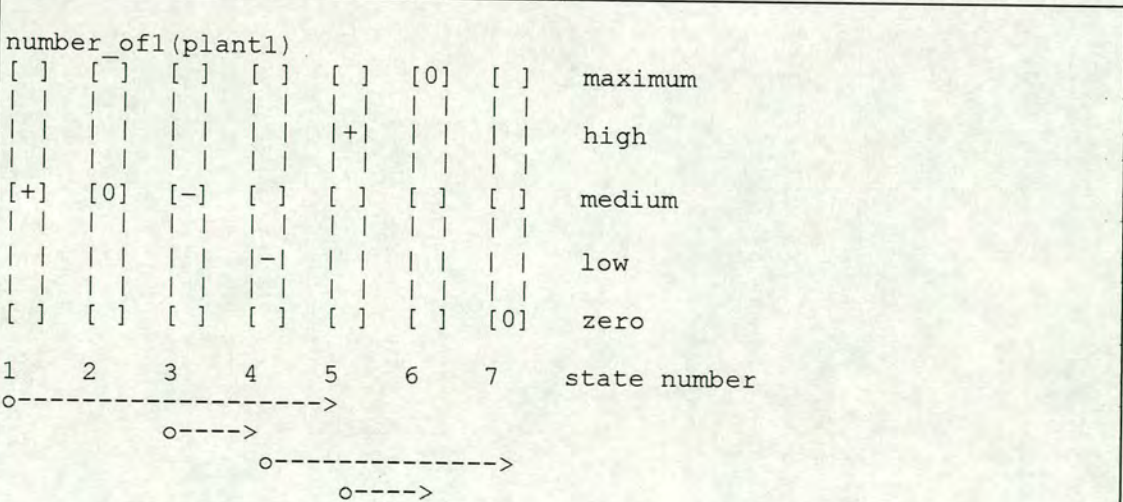 number_of1(plant1)
[ ] [ ] [ ] [ ] [ ] [0] [ ] maximum
| | | | | | | | | | | | | |
| | | | | | | | |+| | | | | high
| | | | | | | | | | | | | |
[+] [0] [-] [ ] [ ] [ ] [ ] medium
| | | | | | | | | | | | | |
| | | | | | |-| | | | | | | low
| | | | | | | | | | | | | |
[ ] [ ] [ ] [ ] [ ] [ ] [0] zero
1 2 3 4 5 6 7 state number
o------------------->
o---->
o-------------->
o---->